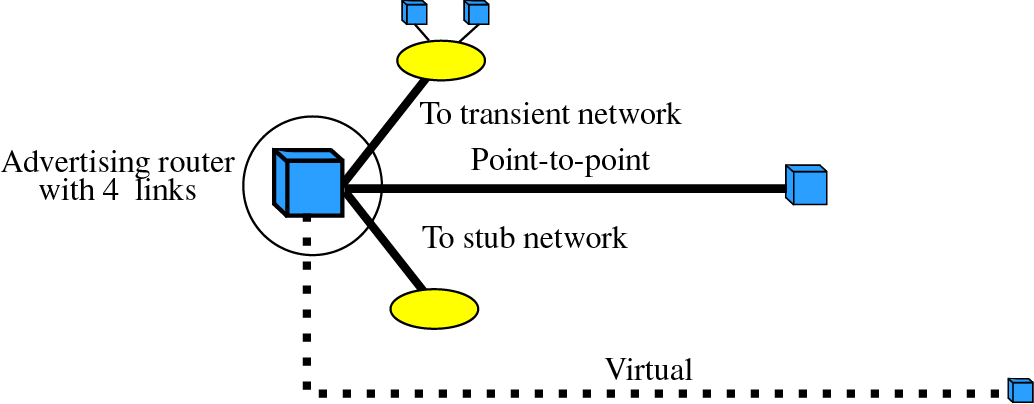 To transient network
Advertising router
with 4 links
Point-to-point
To stub network
Virtual